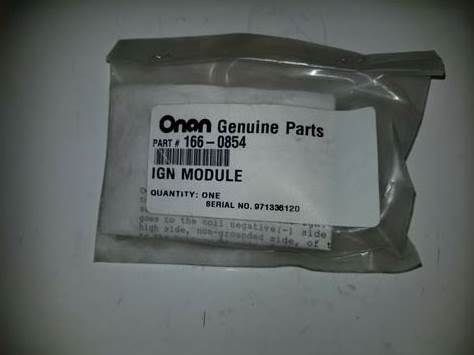 Onan Genuine Parts
PART # 166-0854
IGN MODULE
QUANTITY: ONE
SERIAL NO. 971336120
goes to the coil negative(-) side
high side, non-grounded side, of